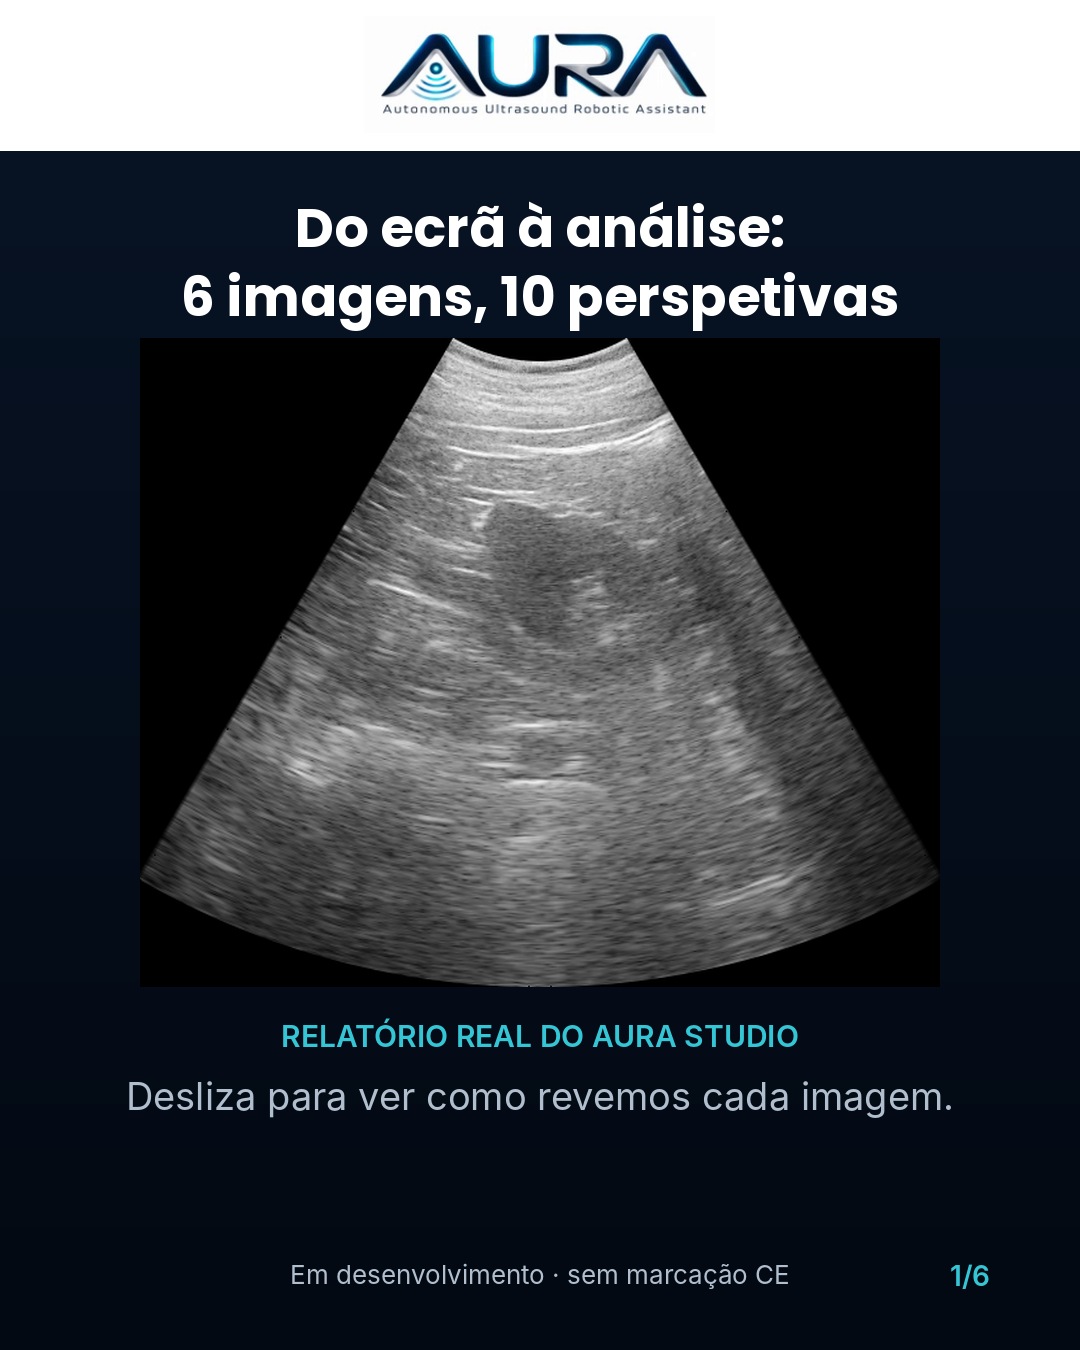 AURA
Autonomous Ultrasound Robotic Assistant
Do ecrã à análise:
6 imagens, 10 perspetivas
RELATÓRIO REAL DO AURA STUDIO
Desliza para ver como revemos cada imagem.
Em desenvolvimento · sem marcação CE
1/6